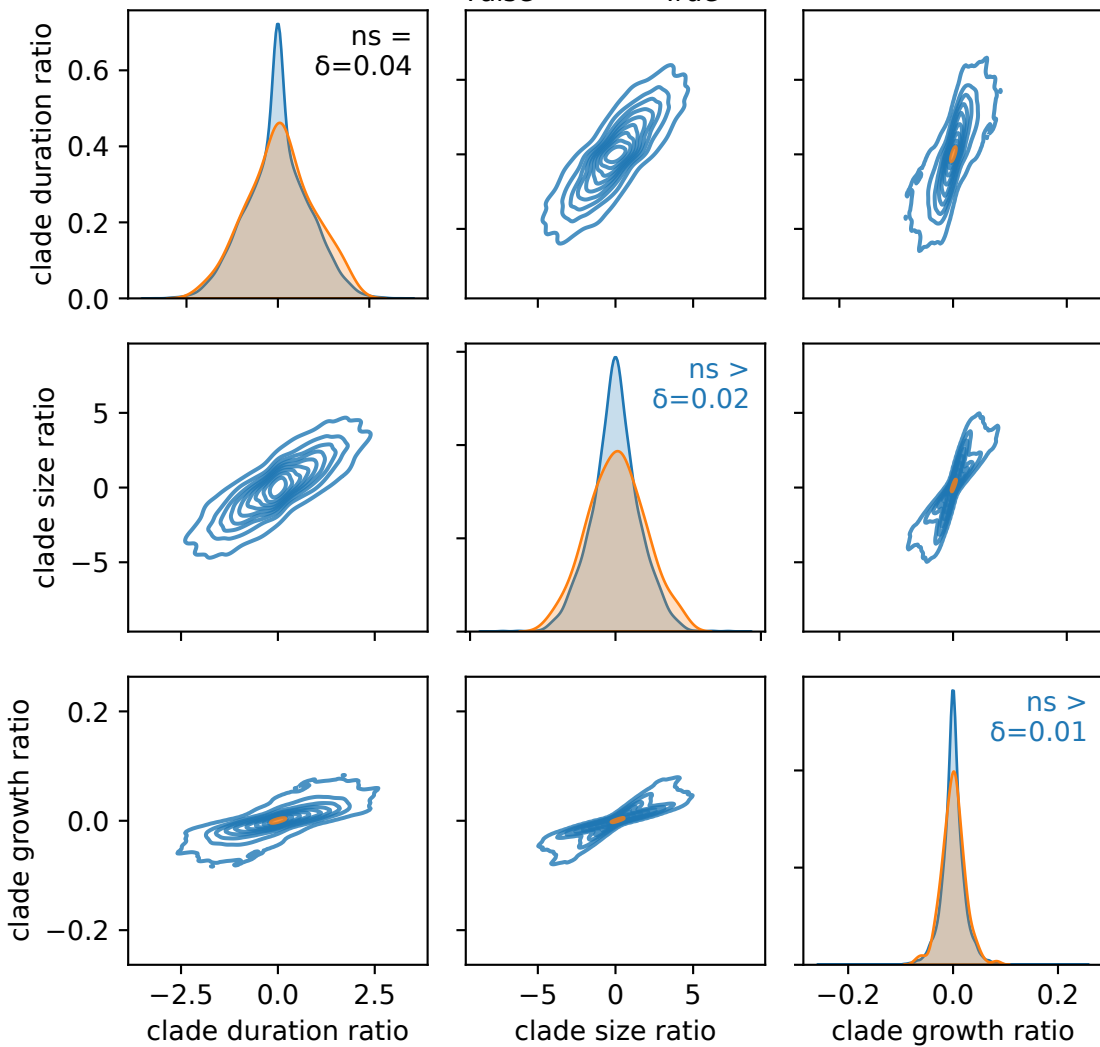 clade duration ratio
0.6
0.4
0.2
0.0
ns =
δ=0.04
clade size ratio
5
0
−5
ns >
δ=0.02
clade growth ratio
0.2
0.0
−0.2
ns >
δ=0.01
−2.5 0.0 2.5
−5 0 5
−0.2 0.0 0.2
clade duration ratio
clade size ratio
clade growth ratio